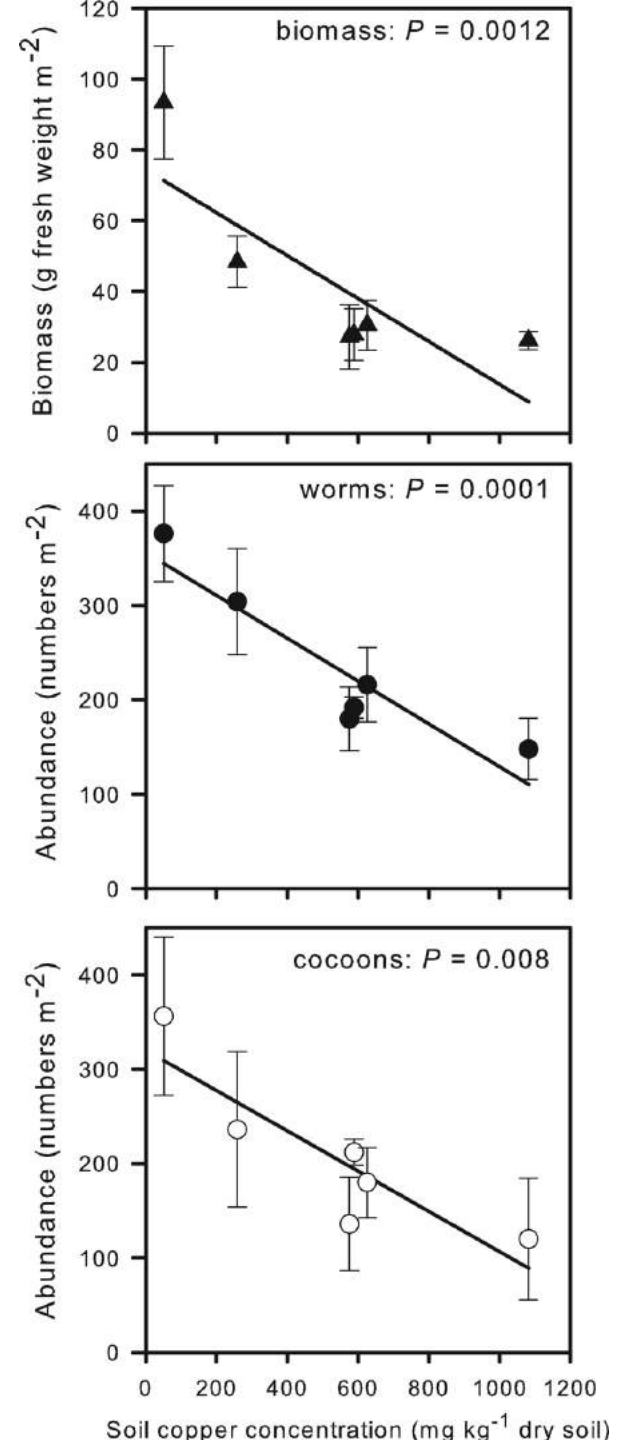 biomass: P = 0.0012
Biomass (g fresh weight m-2)
120
100
80
60
40
20
0
worms: P = 0.0001
Abundance (numbers m-2)
400
300
200
100
0
cocoons: P = 0.008
Abundance (numbers m-2)
400
300
200
100
0
0 200 400 600 800 1000 1200
Soil copper concentration (mg kg-1 dry soil)